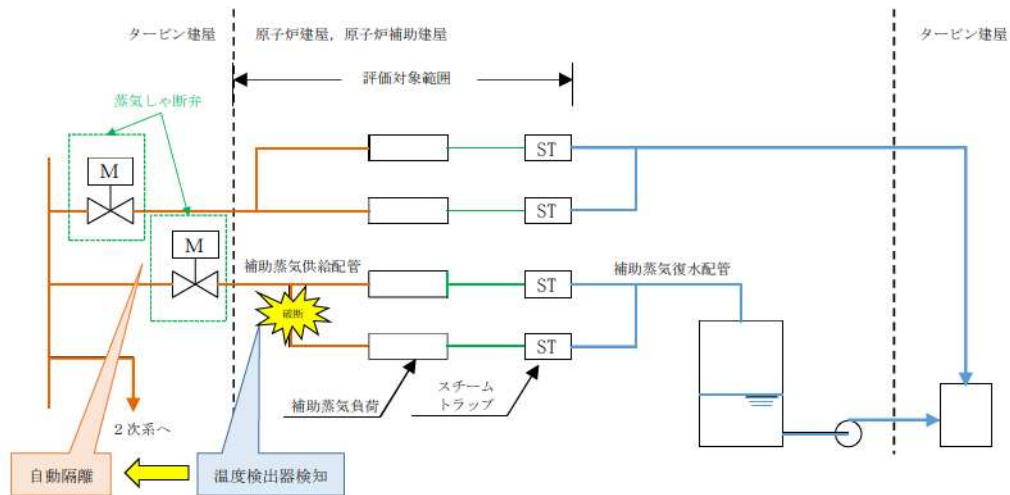 タービン建屋
原子炉建屋，原子炉補助建屋
タービン建屋
評価対象範囲
蒸気しゃ断弁
M
ST
ST
M
補助蒸気供給配管
補助蒸気復水配管
ST
破断
ST
スチーム
トラップ
補助蒸気負荷
２次系へ
自動隔離
温度検出器検知